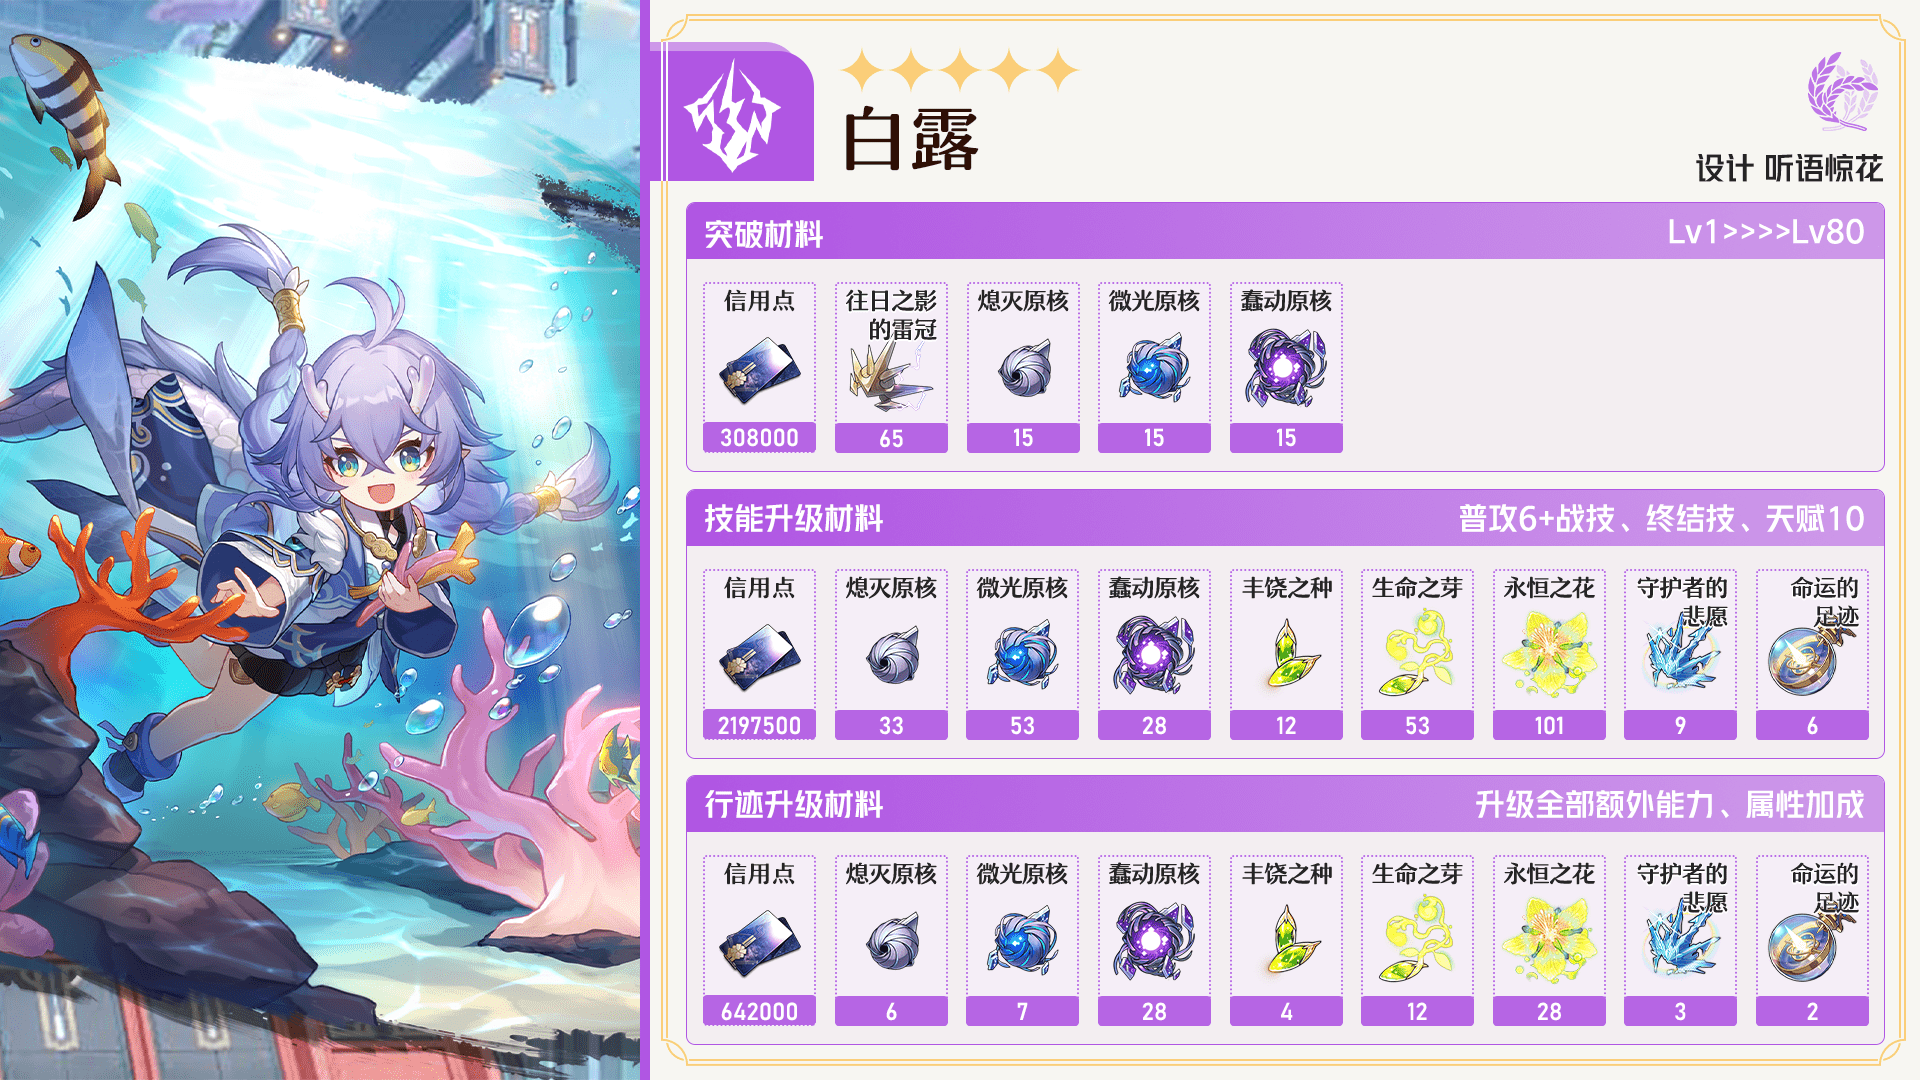 白露
设计 听语惊花
突破材料 Lv1>>>>Lv80
信用点 往日之影的雷冠 熄灭原核 微光原核 蠢动原核
308000 65 15 15 15
技能升级材料 普攻6+战技、终结技、天赋10
信用点 熄灭原核 微光原核 蠢动原核 丰饶之种 生命之芽 永恒之花 守护者的悲愿 命运的足迹
2197500 33 53 28 12 53 101 9 6
行迹升级材料 升级全部额外能力、属性加成
信用点 熄灭原核 微光原核 蠢动原核 丰饶之种 生命之芽 永恒之花 守护者的悲愿 命运的足迹
642000 6 7 28 4 12 28 3 2